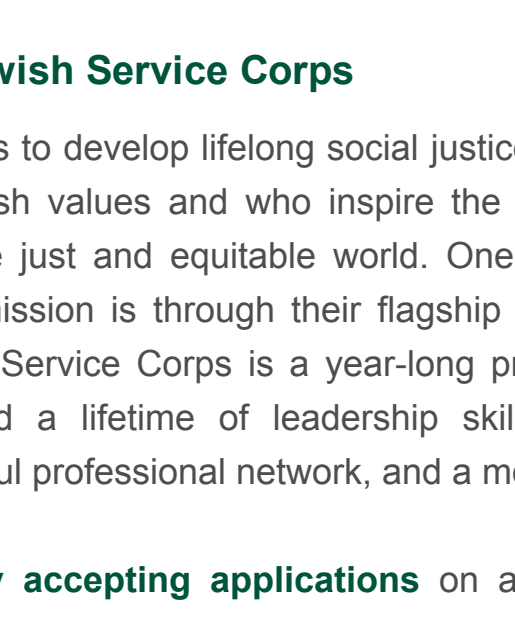 wish Service Corps
s to develop lifelong social justic
sh values and who inspire the
e just and equitable world. One
ission is through their flagship
Service Corps is a year-long p
d a lifetime of leadership skil
ul professional network, and a m
y accepting applications on a